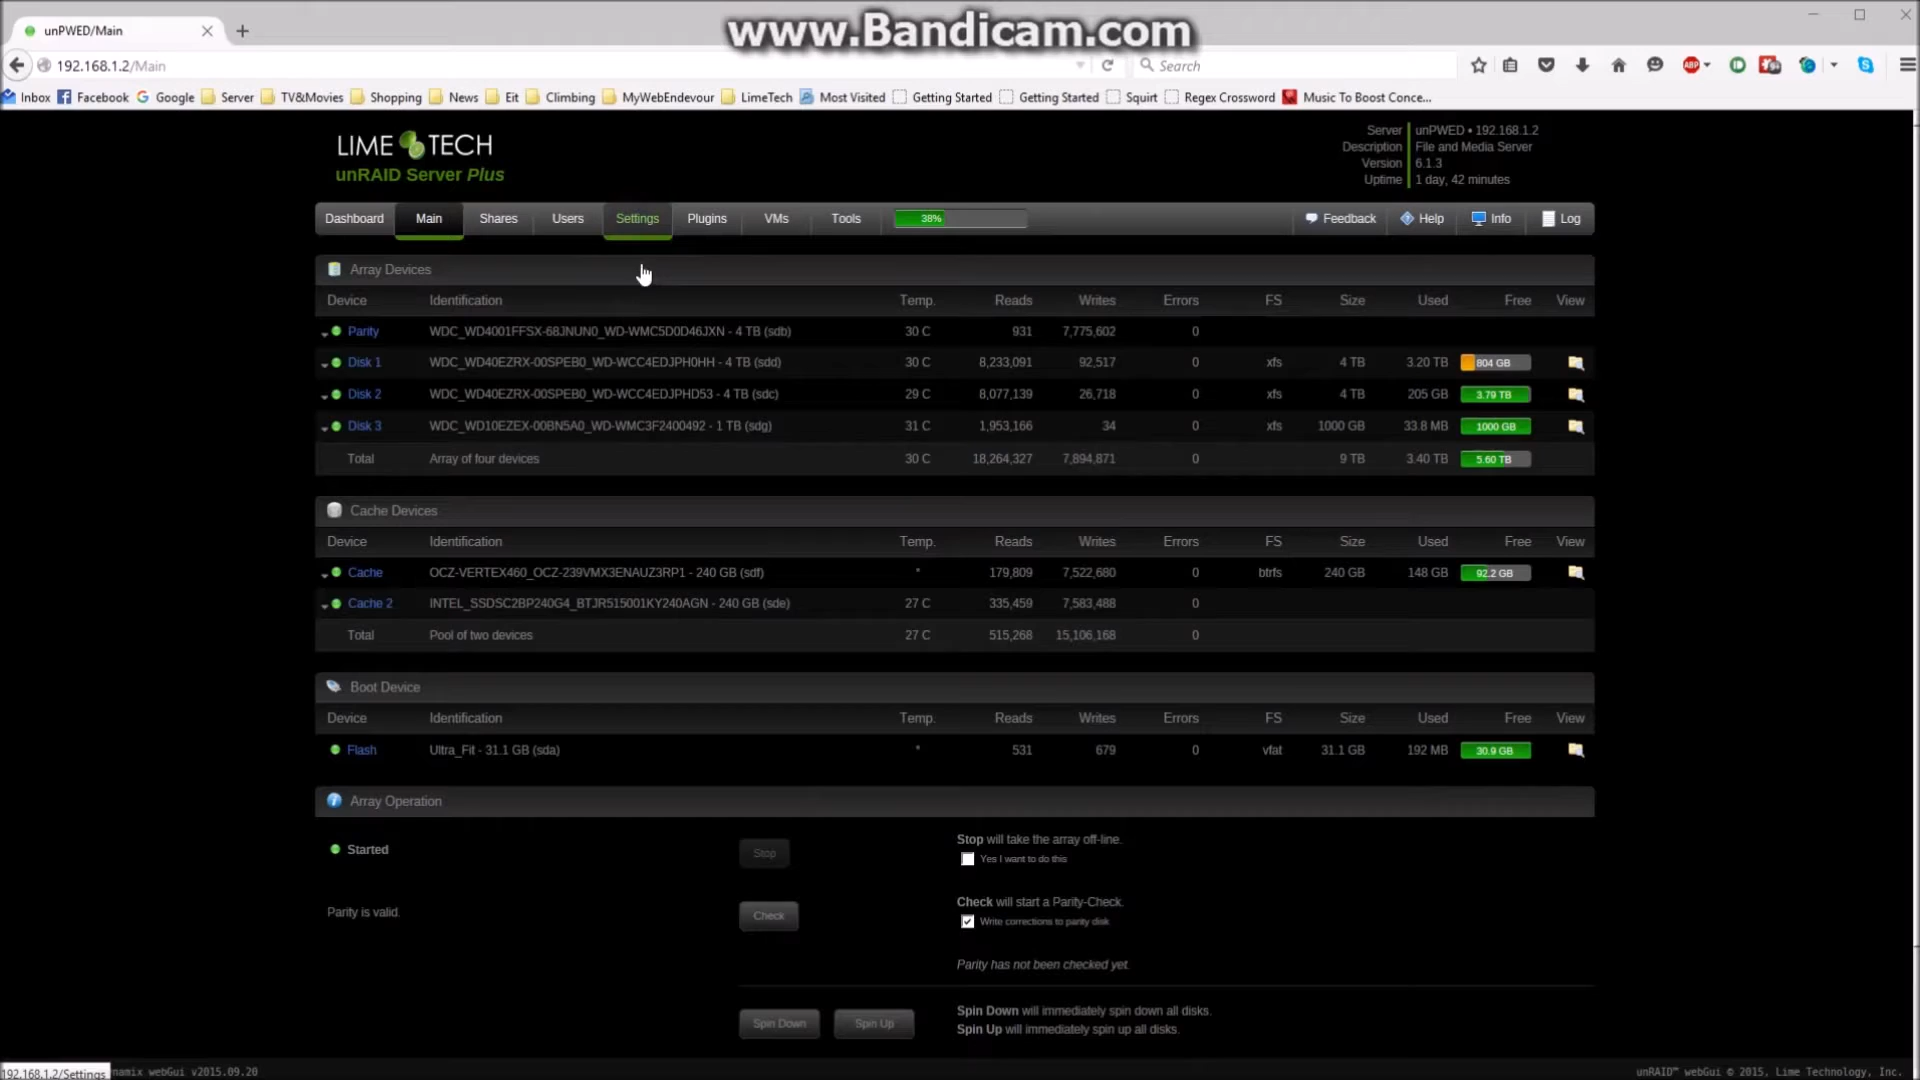 www.Bandicam.com
unPWED/Main
192.168.1.2/Main
Search
Inbox Facebook Google Server TV&Movies Shopping News Eit Climbing MyWebEndevour LimeTech Most Visited Getting Started Getting Started Squirt Regex Crossword Music To Boost Conce...
LIME TECH
unRAID Server Plus
Server unPWED • 192.168.1.2
Description File and Media Server
Version 6.1.3
Uptime 1 day, 42 minutes
Dashboard Main Shares Users Settings Plugins VMs Tools 38% Feedback Help Info Log
Array Devices
Device Identification Temp. Reads Writes Errors FS Size Used Free View
Parity WDC_WD4001FFSX-68JNUN0_WD-WMC5D0D46JXN - 4 TB (sdb) 30 C 931 7,775,602 0
Disk 1 WDC_WD40EZRX-00SPEB0_WD-WCC4EDJPH0HH - 4 TB (sdd) 30 C 8,233,091 92,517 0 xfs 4 TB 3.20 TB 804 GB
Disk 2 WDC_WD40EZRX-00SPEB0_WD-WCC4EDJPHD53 - 4 TB (sdc) 29 C 8,077,139 26,718 0 xfs 4 TB 205 GB 3.79 TB
Disk 3 WDC_WD10EZEX-00BN5A0_WD-WMC3F2400492 - 1 TB (sdg) 31 C 1,953,166 34 0 xfs 1000 GB 33.8 MB 1000 GB
Total Array of four devices 30 C 18,264,327 7,894,871 0 9 TB 3.40 TB 5.60 TB
Cache Devices
Device Identification Temp. Reads Writes Errors FS Size Used Free View
Cache OCZ-VERTEX460_OCZ-239VMX3ENAUZ3RP1 - 240 GB (sdf) * 179,809 7,522,680 0 btrfs 240 GB 148 GB 92.2 GB
Cache 2 INTEL_SSDSC2BP240G4_BTJR515001KY240AGN - 240 GB (sde) 27 C 335,459 7,583,488 0
Total Pool of two devices 27 C 515,268 15,106,168 0
Boot Device
Device Identification Temp. Reads Writes Errors FS Size Used Free View
Flash Ultra_Fit - 31.1 GB (sda) * 531 679 0 vfat 31.1 GB 192 MB 30.9 GB
Array Operation
Started Stop Stop will take the array off-line.
Yes I want to do this
Parity is valid. Check Check will start a Parity-Check.
Write corrections to parity disk
Parity has not been checked yet.
Spin Down Spin Up Spin Down will immediately spin down all disks.
Spin Up will immediately spin up all disks.
192.168.1.2/Settings namix webGui v2015.09.20 unRAID™ webGui © 2015, Lime Technology, Inc.